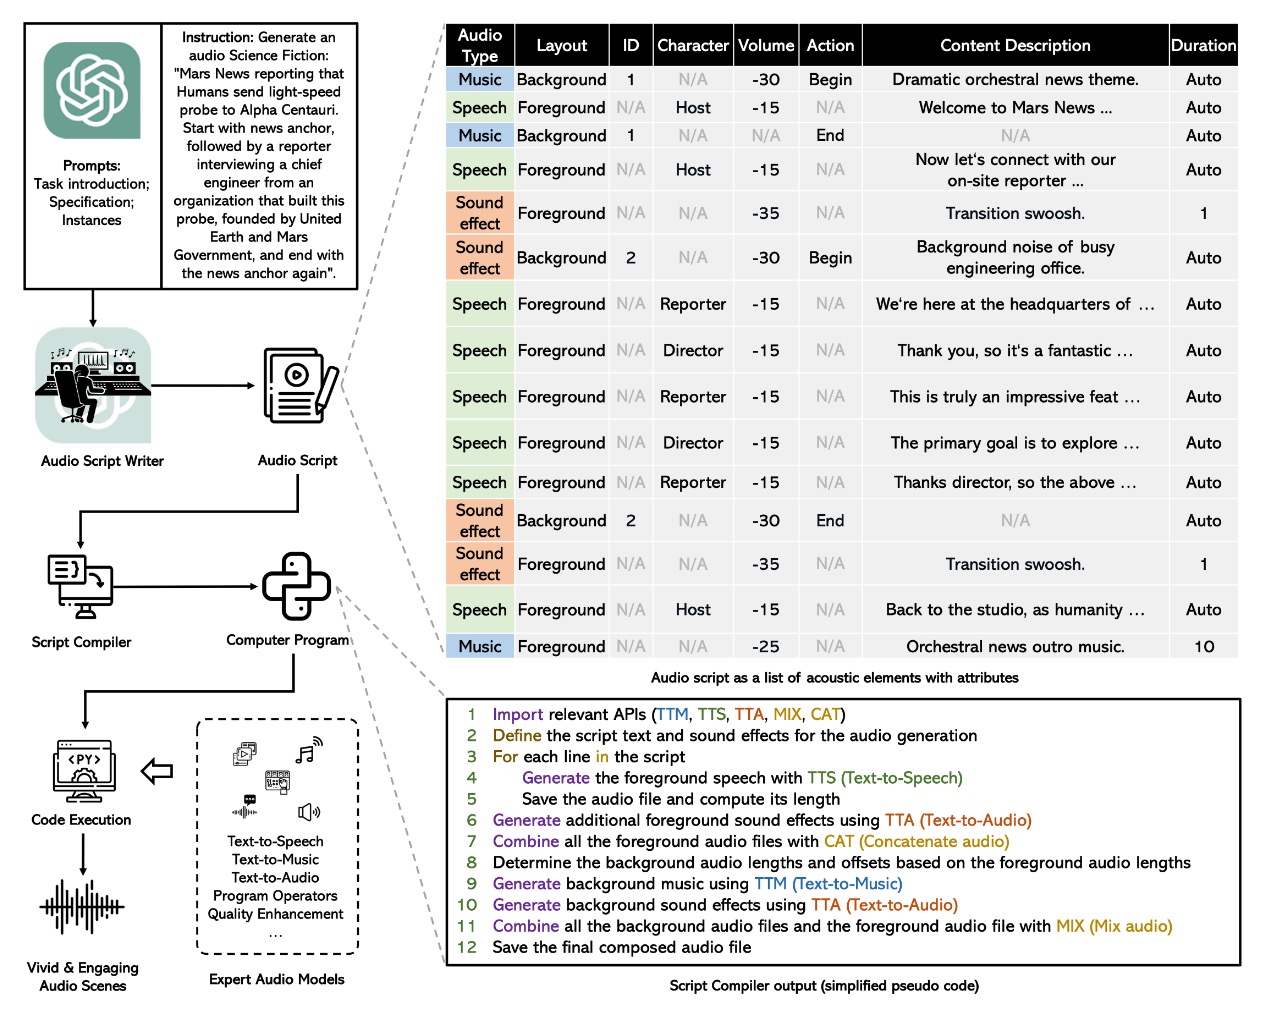 Prompts:
Task introduction;
Specification;
Instances
Instruction: Generate an
audio Science Fiction:
"Mars News reporting that
Humans send light-speed
probe to Alpha Centauri.
Start with news anchor,
followed by a reporter
interviewing a chief
engineer from an
organization that built this
probe, founded by United
Earth and Mars
Government, and end with
the news anchor again".
Audio Script Writer
Audio Script
Script Compiler
Computer Program
<PY>
Code Execution
Vivid & Engaging
Audio Scenes
Text-to-Speech
Text-to-Music
Text-to-Audio
Program Operators
Quality Enhancement
...
Expert Audio Models
Audio Type Layout ID Character Volume Action Content Description Duration
Music Background 1 N/A -30 Begin Dramatic orchestral news theme. Auto
Speech Foreground N/A Host -15 N/A Welcome to Mars News ... Auto
Music Background 1 N/A N/A End N/A Auto
Speech Foreground N/A Host -15 N/A Now let's connect with our on-site reporter ... Auto
Sound effect Foreground N/A N/A -35 N/A Transition swoosh. 1
Sound effect Background 2 N/A -30 Begin Background noise of busy engineering office. Auto
Speech Foreground N/A Reporter -15 N/A We're here at the headquarters of ... Auto
Speech Foreground N/A Director -15 N/A Thank you, so it's a fantastic ... Auto
Speech Foreground N/A Reporter -15 N/A This is truly an impressive feat ... Auto
Speech Foreground N/A Director -15 N/A The primary goal is to explore ... Auto
Speech Foreground N/A Reporter -15 N/A Thanks director, so the above ... Auto
Sound effect Background 2 N/A -30 End N/A Auto
Sound effect Foreground N/A N/A -35 N/A Transition swoosh. 1
Speech Foreground N/A Host -15 N/A Back to the studio, as humanity ... Auto
Music Foreground N/A N/A -25 N/A Orchestral news outro music. 10
Audio script as a list of acoustic elements with attributes
1 Import relevant APIs (TTM, TTS, TTA, MIX, CAT)
2 Define the script text and sound effects for the audio generation
3 For each line in the script
4 Generate the foreground speech with TTS (Text-to-Speech)
5 Save the audio file and compute its length
6 Generate additional foreground sound effects using TTA (Text-to-Audio)
7 Combine all the foreground audio files with CAT (Concatenate audio)
8 Determine the background audio lengths and offsets based on the foreground audio lengths
9 Generate background music using TTM (Text-to-Music)
10 Generate background sound effects using TTA (Text-to-Audio)
11 Combine all the background audio files and the foreground audio file with MIX (Mix audio)
12 Save the final composed audio file
Script Compiler output (simplified pseudo code)